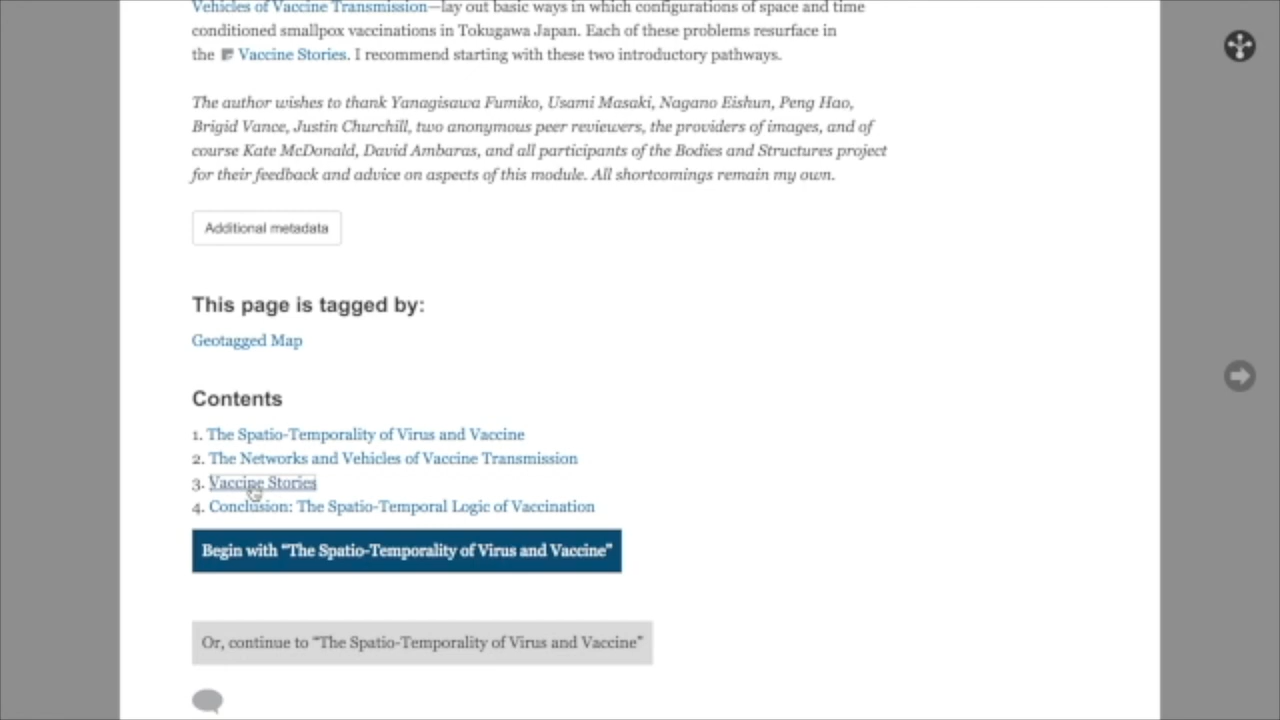 Vehicles of Vaccine Transmission—lay out basic ways in which configurations of space and time
conditioned smallpox vaccinations in Tokugawa Japan. Each of these problems resurface in
the Vaccine Stories. I recommend starting with these two introductory pathways.
The author wishes to thank Yanagisawa Fumiko, Usami Masaki, Nagano Eishun, Peng Hao,
Brigid Vance, Justin Churchill, two anonymous peer reviewers, the providers of images, and of
course Kate McDonald, David Ambaras, and all participants of the Bodies and Structures project
for their feedback and advice on aspects of this module. All shortcomings remain my own.
Additional metadata
This page is tagged by:
Geotagged Map
Contents
1. The Spatio-Temporality of Virus and Vaccine
2. The Networks and Vehicles of Vaccine Transmission
3. Vaccine Stories
4. Conclusion: The Spatio-Temporal Logic of Vaccination
Begin with “The Spatio-Temporality of Virus and Vaccine”
Or, continue to “The Spatio-Temporality of Virus and Vaccine”